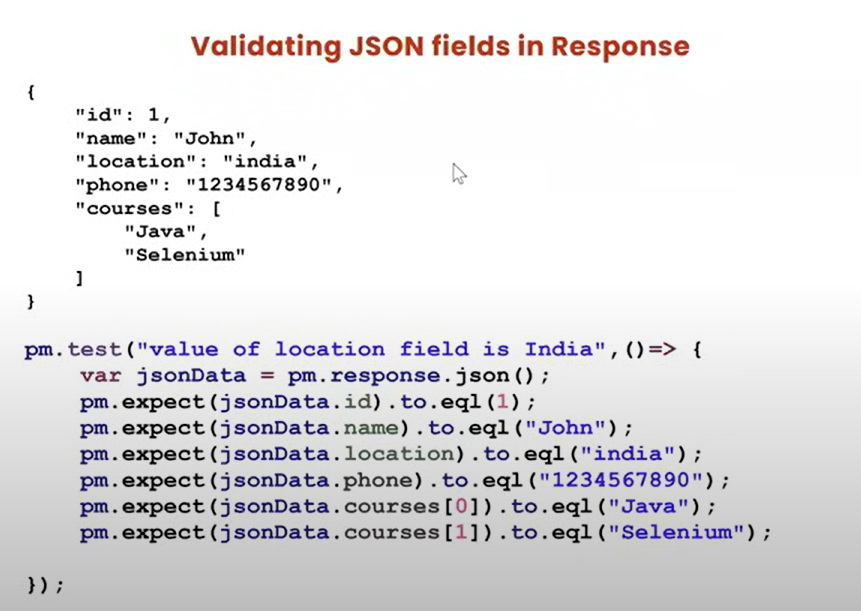 Validating JSON fields in Response
{
"id": 1,
"name": "John",
"location": "india",
"phone": "1234567890",
"courses": [
"Java",
"Selenium"
]
}
pm.test("value of location field is India",()=> {
var jsonData = pm.response.json();
pm.expect(jsonData.id).to.eql(1);
pm.expect(jsonData.name).to.eql("John");
pm.expect(jsonData.location).to.eql("india");
pm.expect(jsonData.phone).to.eql("1234567890");
pm.expect(jsonData.courses[0]).to.eql("Java");
pm.expect(jsonData.courses[1]).to.eql("Selenium");
});